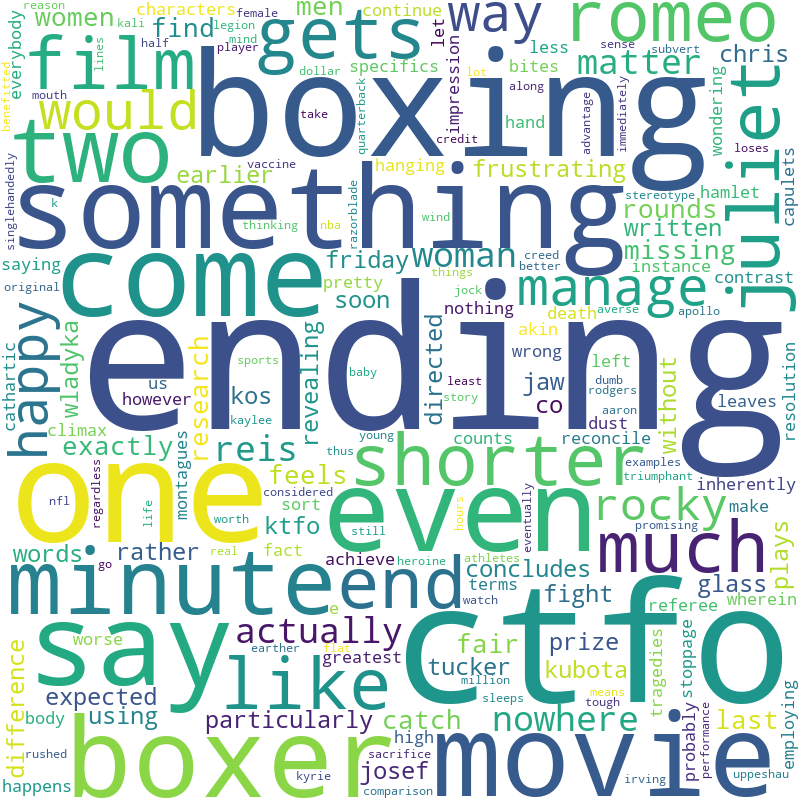 reason kali legion female men let way romeo
everybody women characters mind continue less subvert
find gets matter chris
film lines half player specifics bites sense
benefitted mouth dollar quarterback impression along hand advantage immediately wondering
would take credit lot loses
two boxing juliet
singlehandedly earlier hanging frustrating hamlet capulets
k vaccine razorblade stereotype
something rounds
thinking nba wind written
saying friday woman creed missing instance
original pretty soon things better manage contrast
come jock nothing apollo
happy cathartic wladyka death averse
us revealing directed akin wrong
research kos jaw left dumb rodgers
sports baby least co aaron leaves resolution
however kaylee story dust
climax ending
exactly reis thus young counts reconcile without
montagues feels shorter examples triumphant
one considered inherently
nfl regardless sort even eventually rocky make
life worth ktfo hours promising plays
words real fact still much
rather go achieve heroine athletes concludes
minute end e terms watch fight glass
referee wherein
say actually ctfo
worse earther flat fair prize stoppage
difference like greatest million means tragedies
tucker kubota
expected sleeps tough last
body using particularly catch nowhere probably performance employing
happens boxer high movie
rushed sacrifice josef
kyrie comparison irving uppeshau